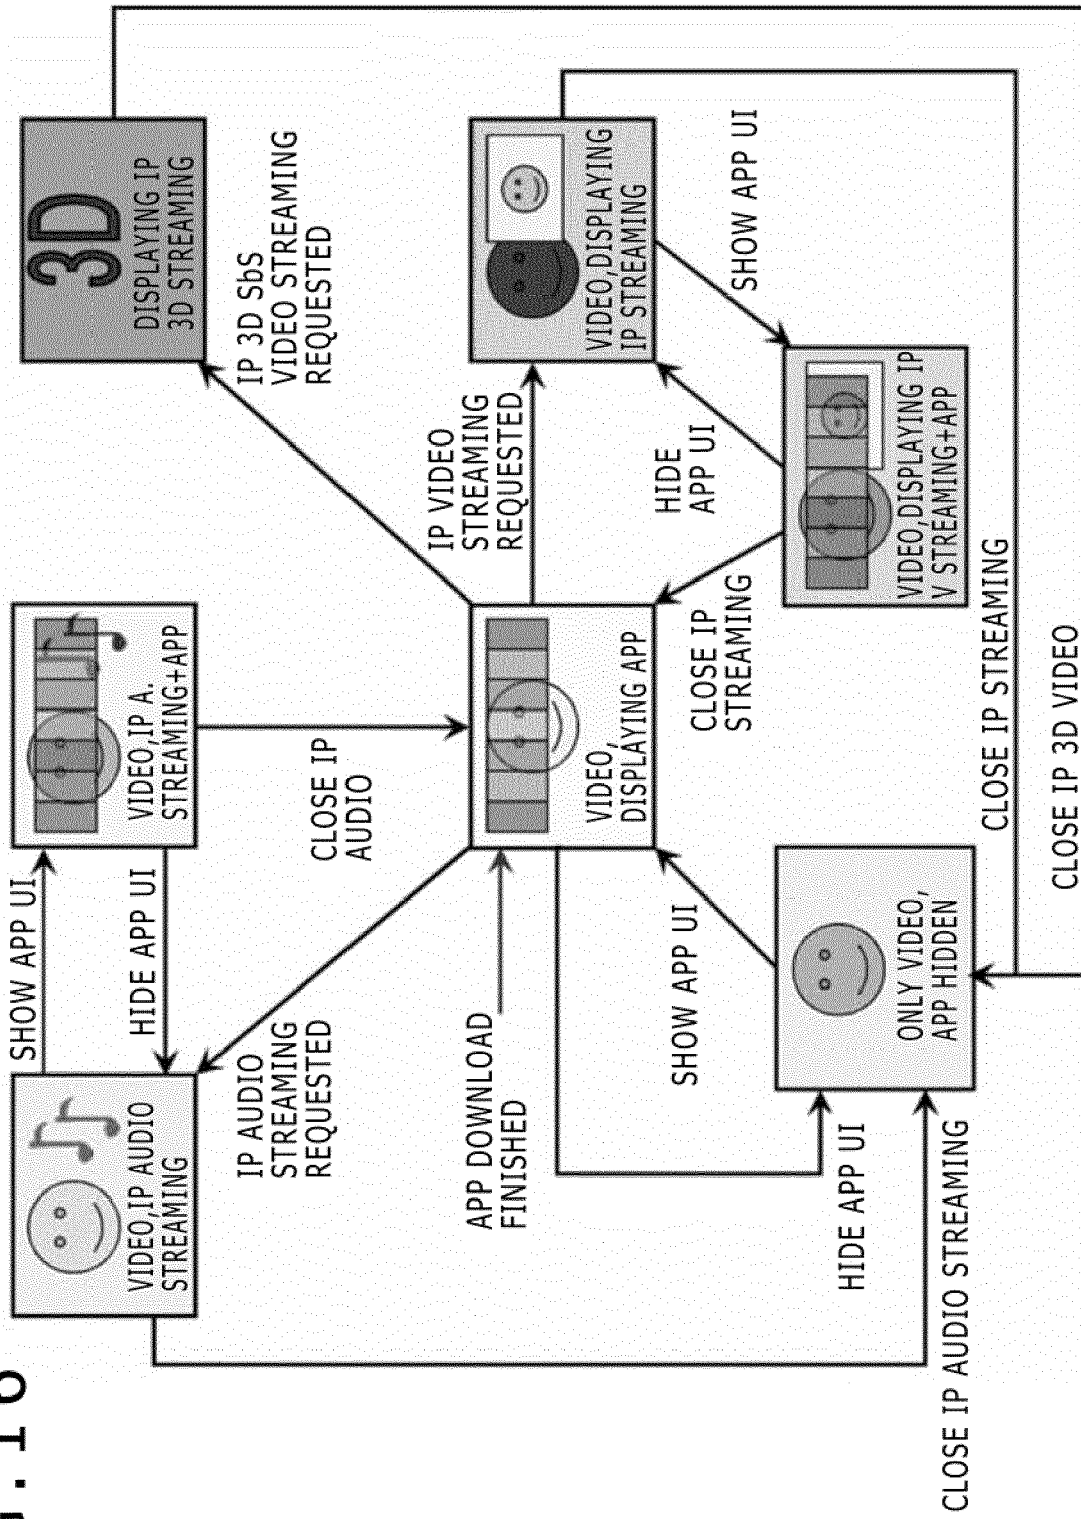 VIDEO,IP AUDIO
STREAMING
SHOW APP UI
HIDE APP UI
VIDEO,IP A.
STREAMING+APP
3D
DISPLAYING IP
3D STREAMING
IP AUDIO
STREAMING
REQUESTED
CLOSE IP
AUDIO
IP 3D SbS
VIDEO STREAMING
REQUESTED
APP DOWNLOAD
FINISHED
VIDEO,
DISPLAYING APP
IP VIDEO
STREAMING
REQUESTED
VIDEO,DISPLAYING
IP STREAMING
SHOW APP UI
CLOSE IP
STREAMING
HIDE
APP UI
SHOW APP UI
HIDE APP UI
ONLY VIDEO,
APP HIDDEN
VIDEO,DISPLAYING IP
V STREAMING+APP
CLOSE IP AUDIO STREAMING
CLOSE IP STREAMING
CLOSE IP 3D VIDEO